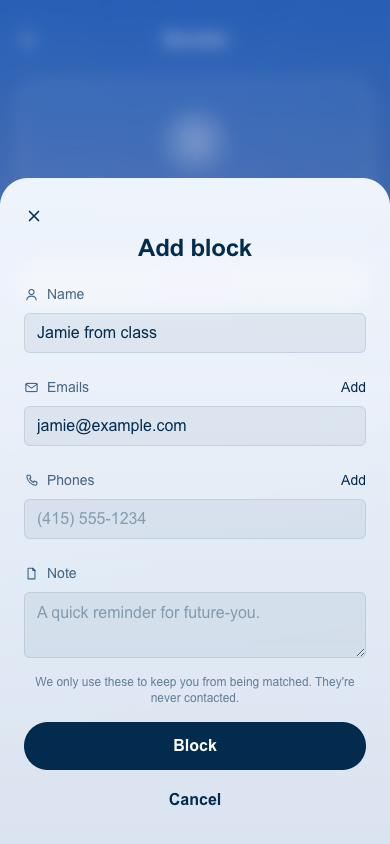 Add block
Name
Jamie from class
Emails
Add
jamie@example.com
Phones
Add
(415) 555-1234
Note
A quick reminder for future-you.
We only use these to keep you from being matched. They're
never contacted.
Block
Cancel